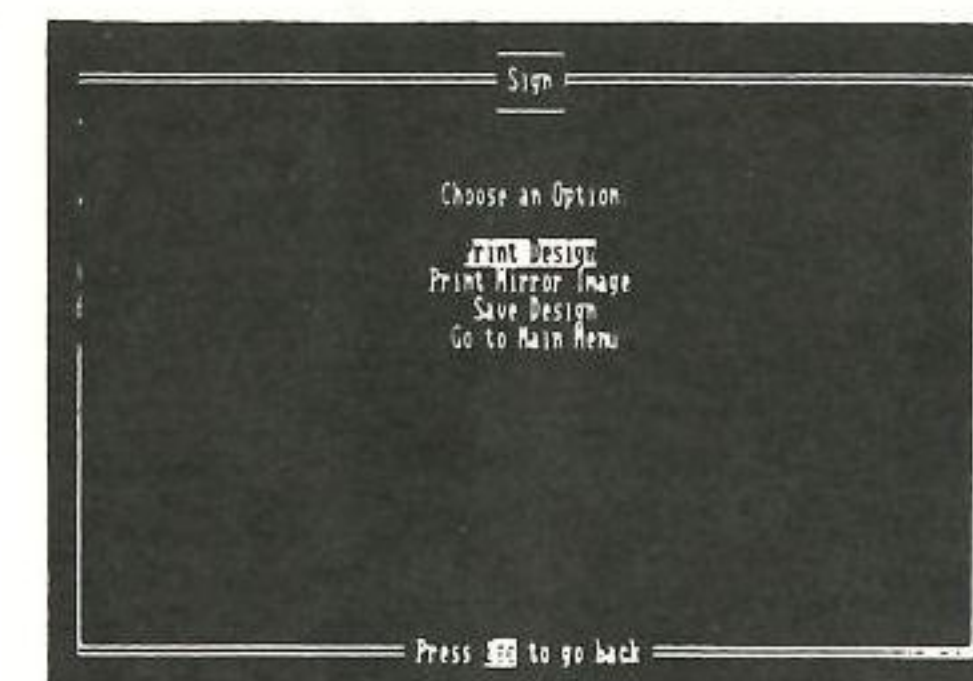 Sign
Choose an Option
Print Design
Print Mirror Image
Save Design
Go to Main Menu
Press to go back